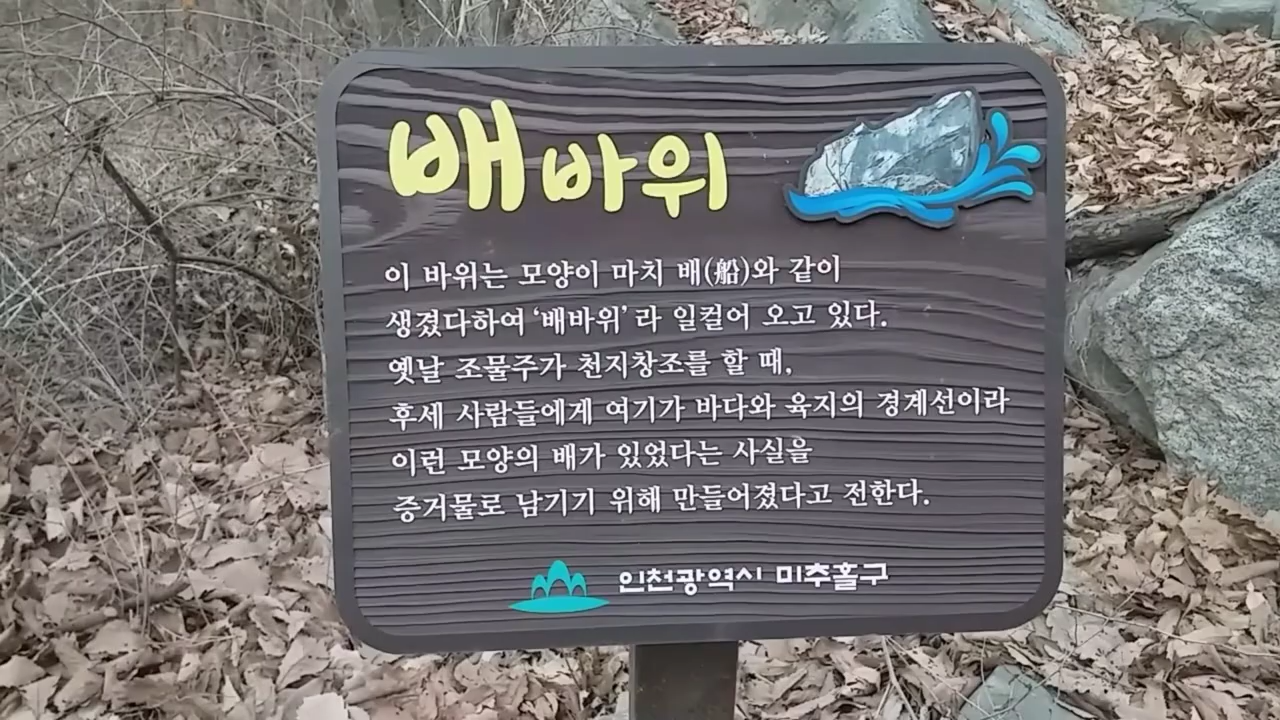 배바위
이 바위는 모양이 마치 배(船)와 같이
생겼다하여 ‘배바위’ 라 일컬어 오고 있다.
옛날 조물주가 천지창조를 할 때,
후세 사람들에게 여기가 바다와 육지의 경계선이라
이런 모양의 배가 있었다는 사실을
증거물로 남기기 위해 만들어졌다고 전한다.
인천광역시 미추홀구